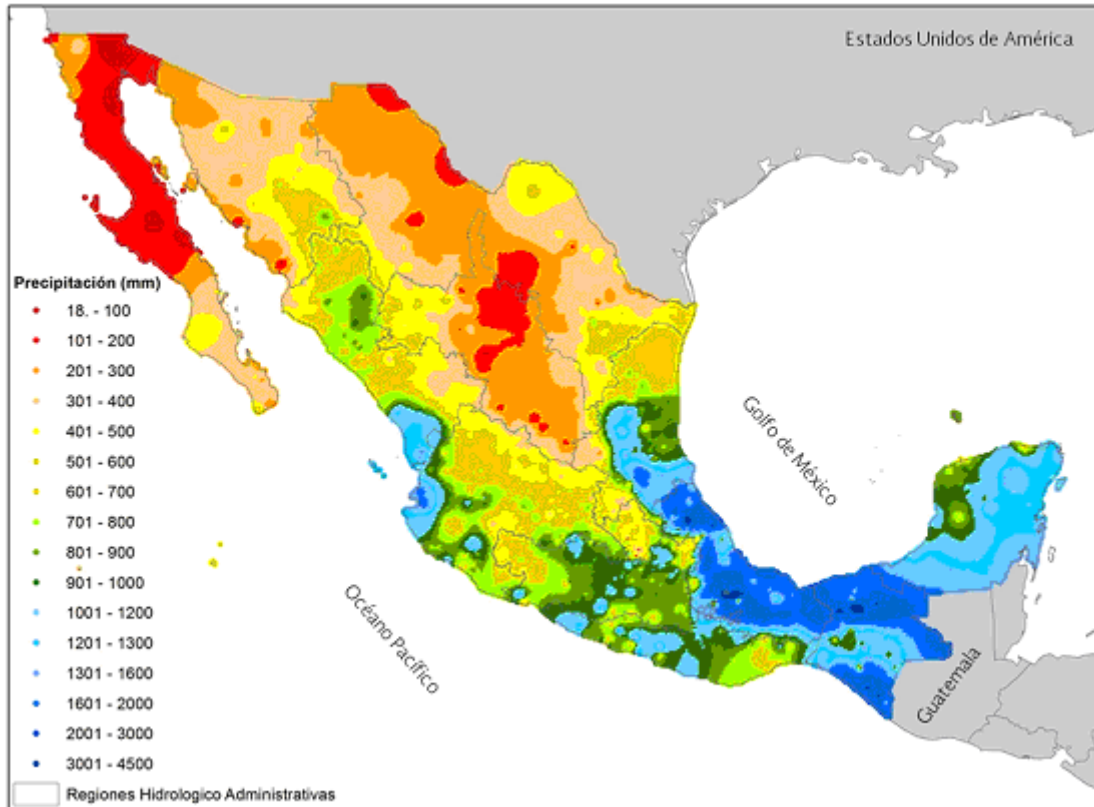 Estados Unidos de América
Golfo de México
Océano Pacífico
Guatemala
Precipitación (mm)
18. - 100
101 - 200
201 - 300
301 - 400
401 - 500
501 - 600
601 - 700
701 - 800
801 - 900
901 - 1000
1001 - 1200
1201 - 1300
1301 - 1600
1601 - 2000
2001 - 3000
3001 - 4500
Regiones Hidrologico Administrativas